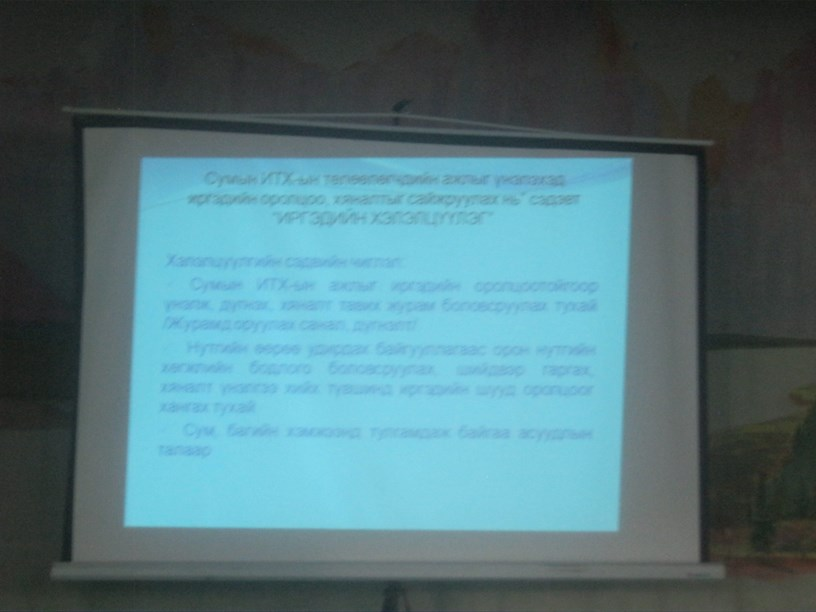 Сумын ИТХ-ын төлөөлөгчдийн ажлыг үнэлэхэд
иргэдийн оролцоо, хяналтыг сайжруулах нь" сэдэвт
"ИРГЭДИЙН ХЭЛЭЛЦҮҮЛЭГ"
Хэлэлцүүлгийн сэдвийн чиглэл:
- Сумын ИТХ-ын ажлыг иргэдийн оролцоотойгоор
үнэлж, дүгнэх, хяналт тавих журам боловсруулах тухай
/Журамд оруулах санал, дүгнэлт/
Нутгийн өөрөө удирдах байгууллагаас орон нутгийн
хөгжлийн бодлого боловсруулах, шийдвэр гаргах,
хяналт үнэлгээ хийх түвшинд иргэдийн шууд оролцоог
хангах тухай
Сум, багийн хэмжээнд тулгамдаж байгаа асуудлын
талаар